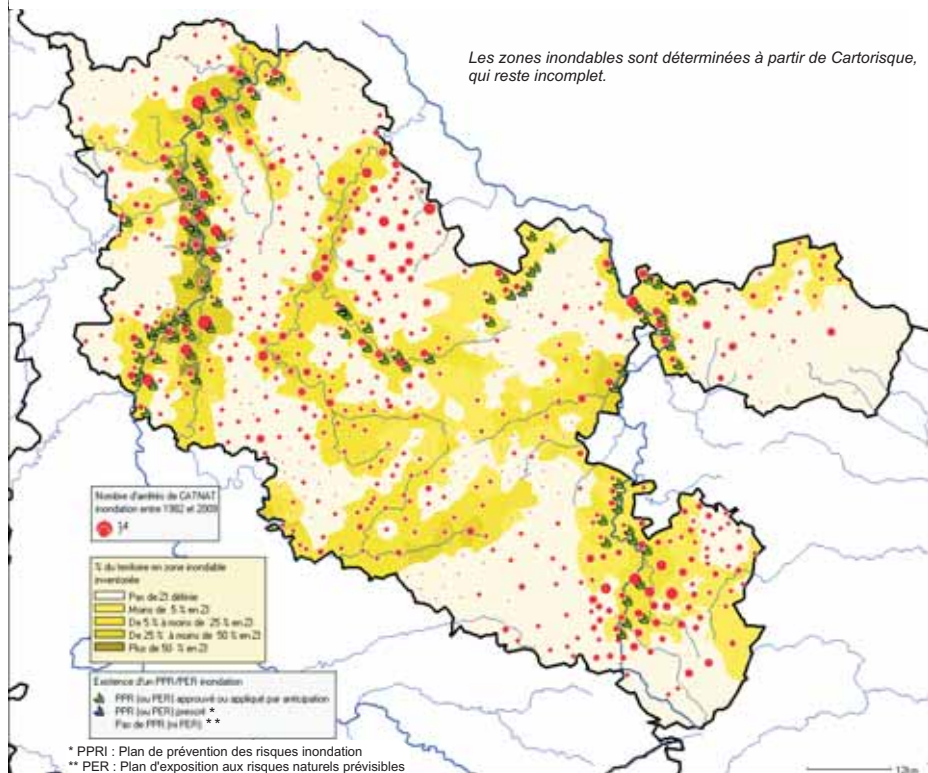 Les zones inondables sont déterminées à partir de Cartorisque,
qui reste incomplet.
Nombre d'arrêtés de CATNAT
inondation entre 1982 et 2009
% du territoire en zone inondable
inventoriée
Pas de ZI définie
Moins de 5 % en ZI
De 5 % à moins de 25 % en ZI
De 25 % à moins de 50 % en ZI
Plus de 50 % en ZI
Existence d'un PPR/PER inondation
PPR (ou PER) approuvé ou appliqué par anticipation
PPR (ou PER) prescrit *
Pas de PPR (ni PER) **
* PPRI : Plan de prévention des risques inondation
** PER : Plan d'exposition aux risques naturels prévisibles